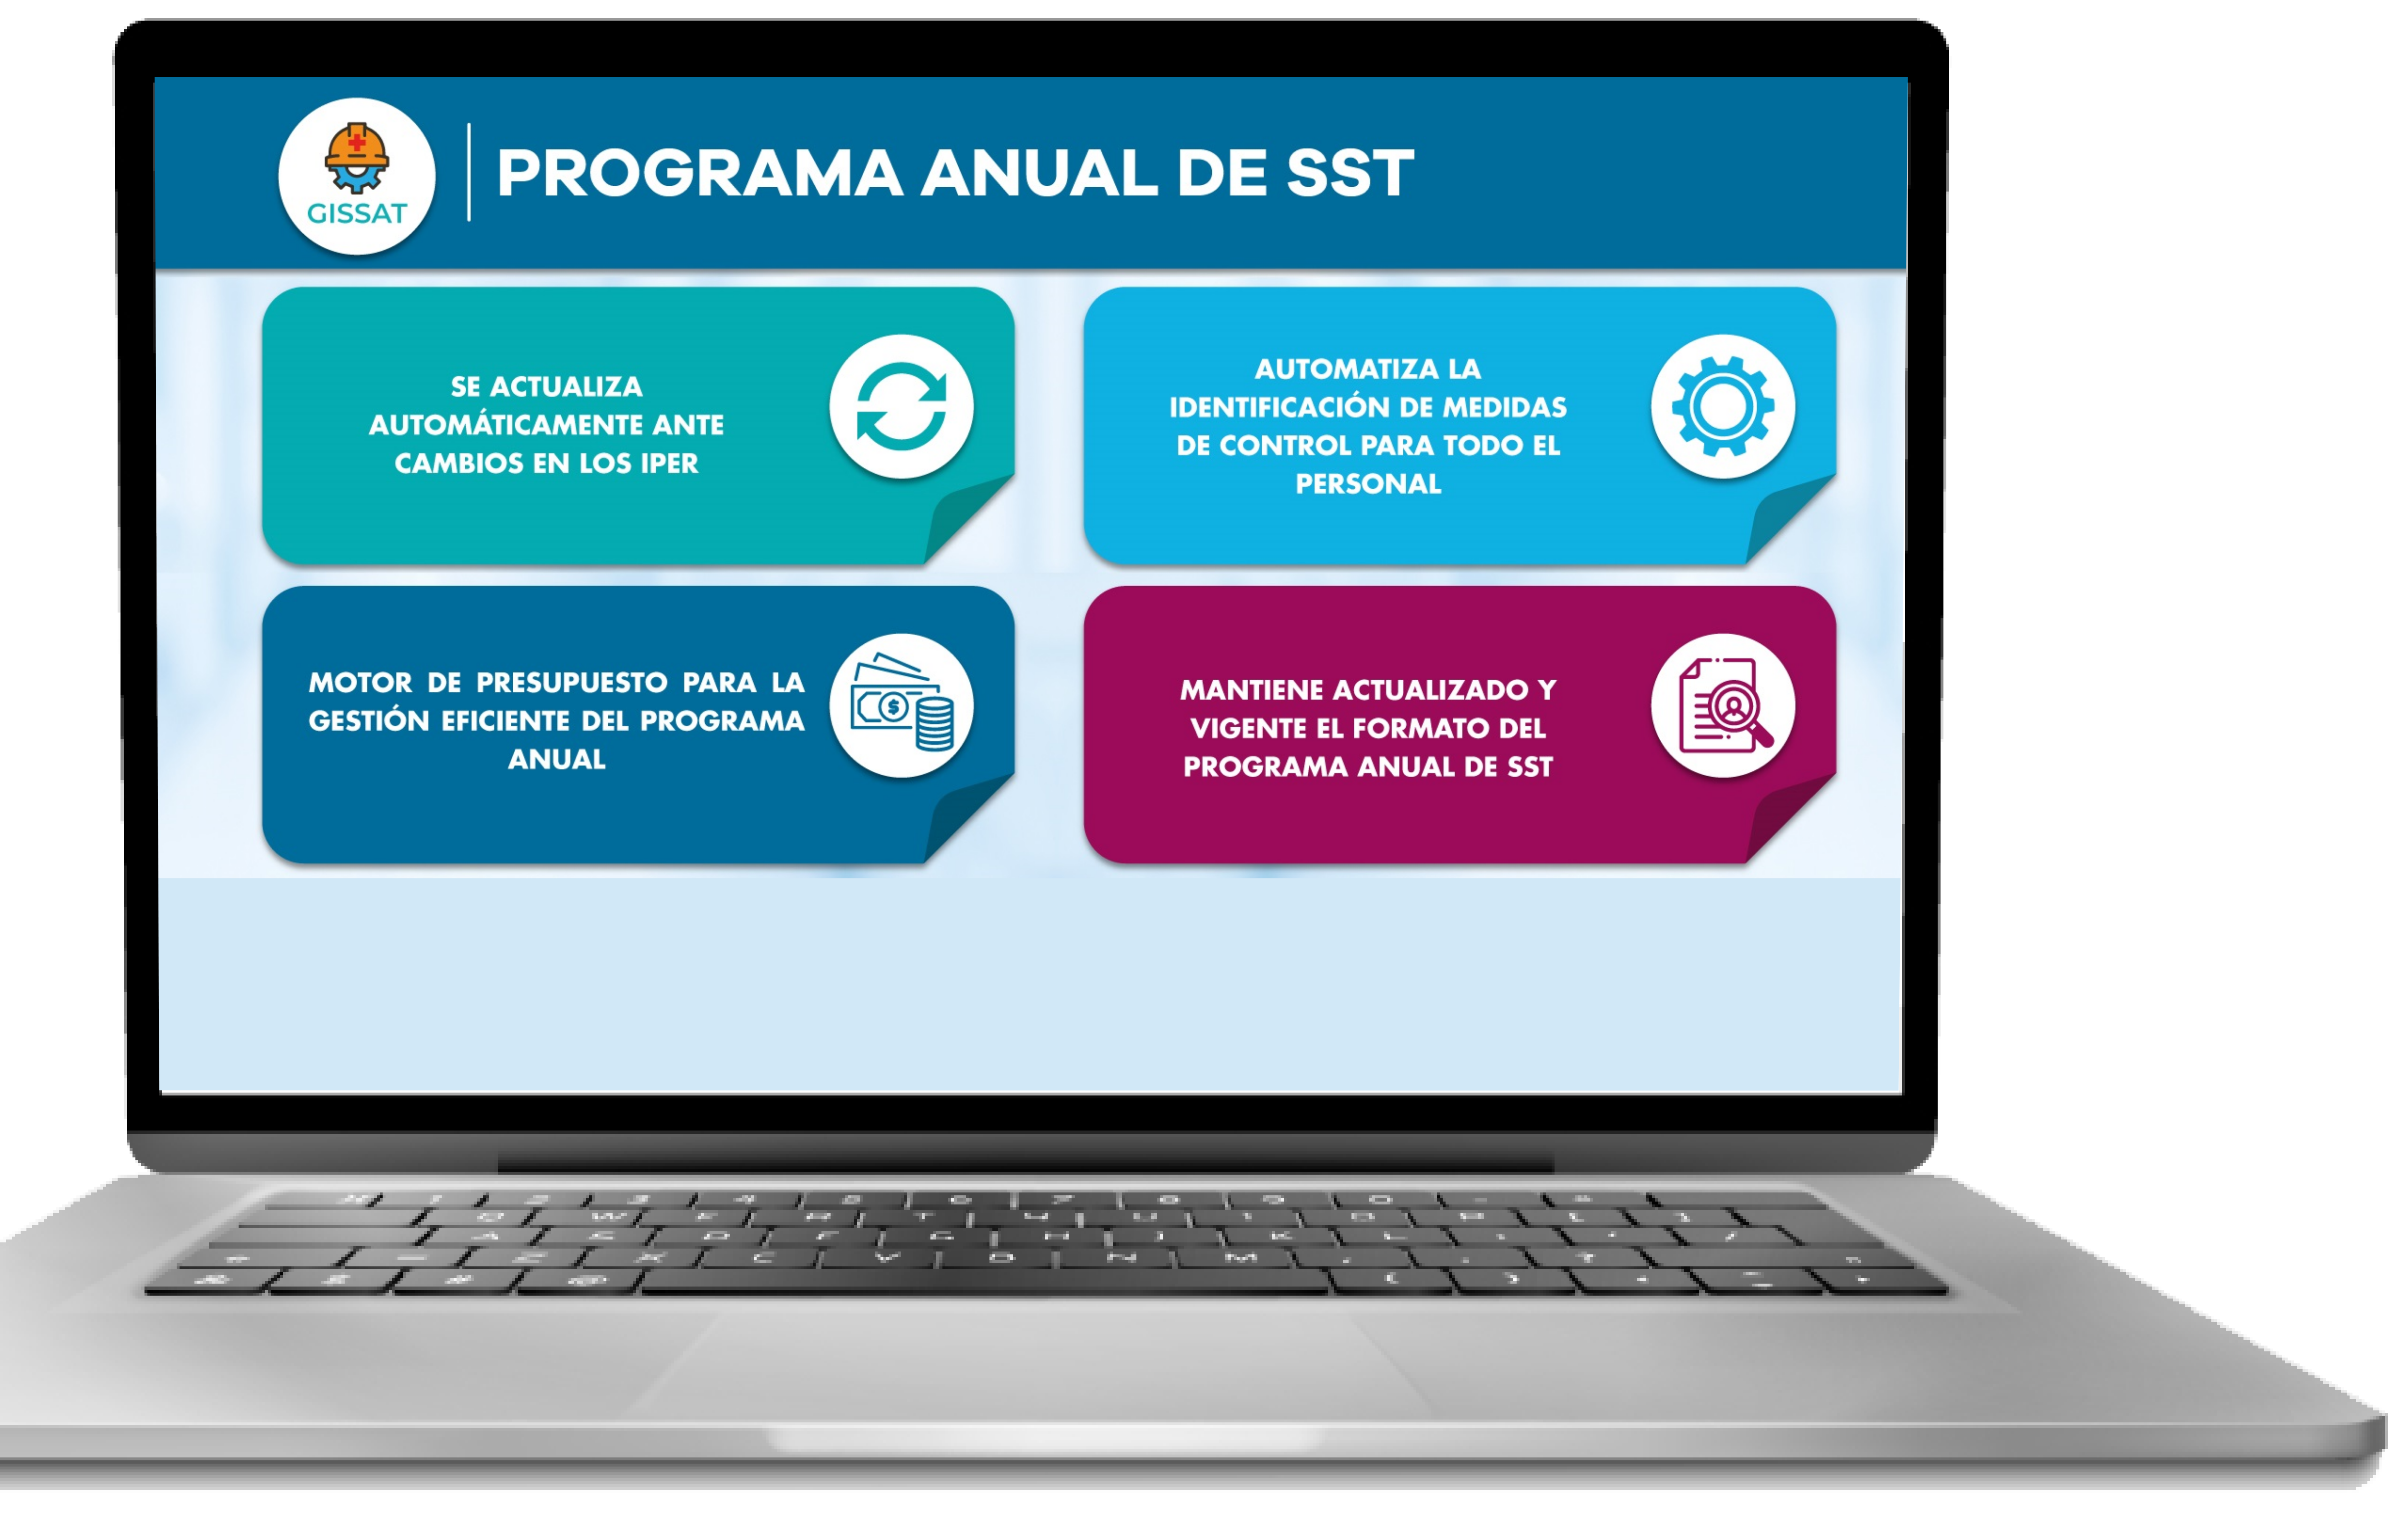 GISSAT
PROGRAMA ANUAL DE SST
SE ACTUALIZA
AUTOMÁTICAMENTE ANTE
CAMBIOS EN LOS IPER
AUTOMATIZA LA
IDENTIFICACIÓN DE MEDIDAS
DE CONTROL PARA TODO EL
PERSONAL
MOTOR DE PRESUPUESTO PARA LA
GESTIÓN EFICIENTE DEL PROGRAMA
ANUAL
MANTIENE ACTUALIZADO Y
VIGENTE EL FORMATO DEL
PROGRAMA ANUAL DE SST